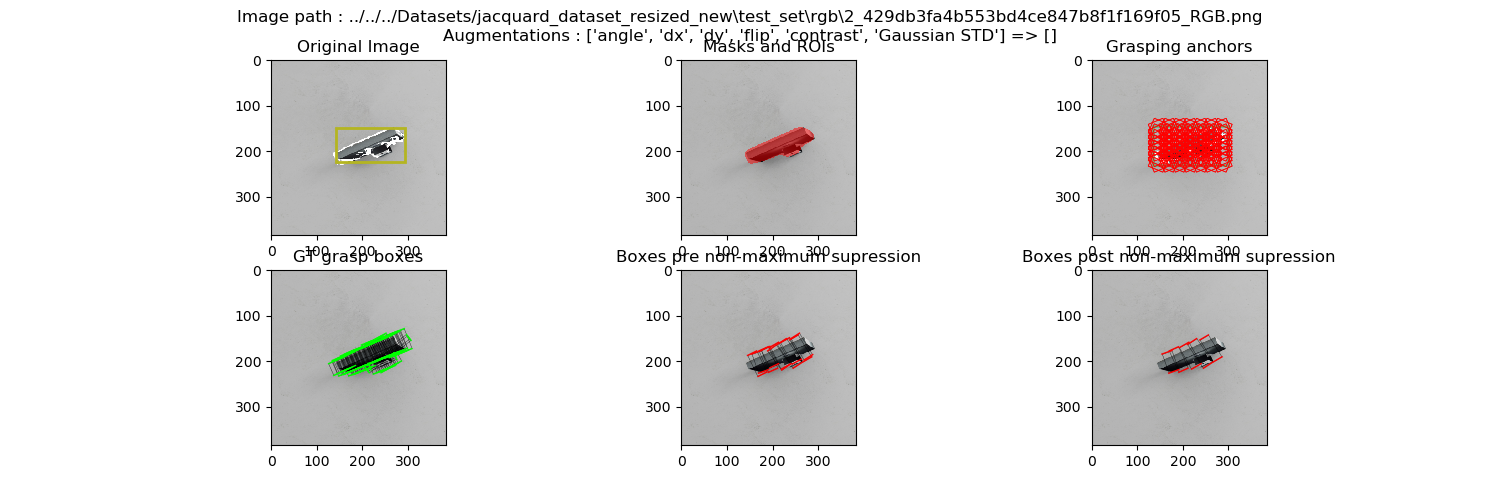 Image path : ../../../Datasets/jacquard_dataset_resized_new\test_set\rgb\2_429db3fa4b553bd4ce847b8f1f169f05_RGB.png
Augmentations : ['angle', 'dx', 'dy', 'flip', 'contrast', 'Gaussian STD'] => []
Original Image
Masks and ROIs
Grasping anchors
0
100
200
300
0 100 200 300
0
100
200
300
0 100 200 300
0
100
200
300
0 100 200 300
GT grasp boxes
Boxes pre non-maximum supression
Boxes post non-maximum supression
0
100
200
300
0 100 200 300
0
100
200
300
0 100 200 300
0
100
200
300
0 100 200 300